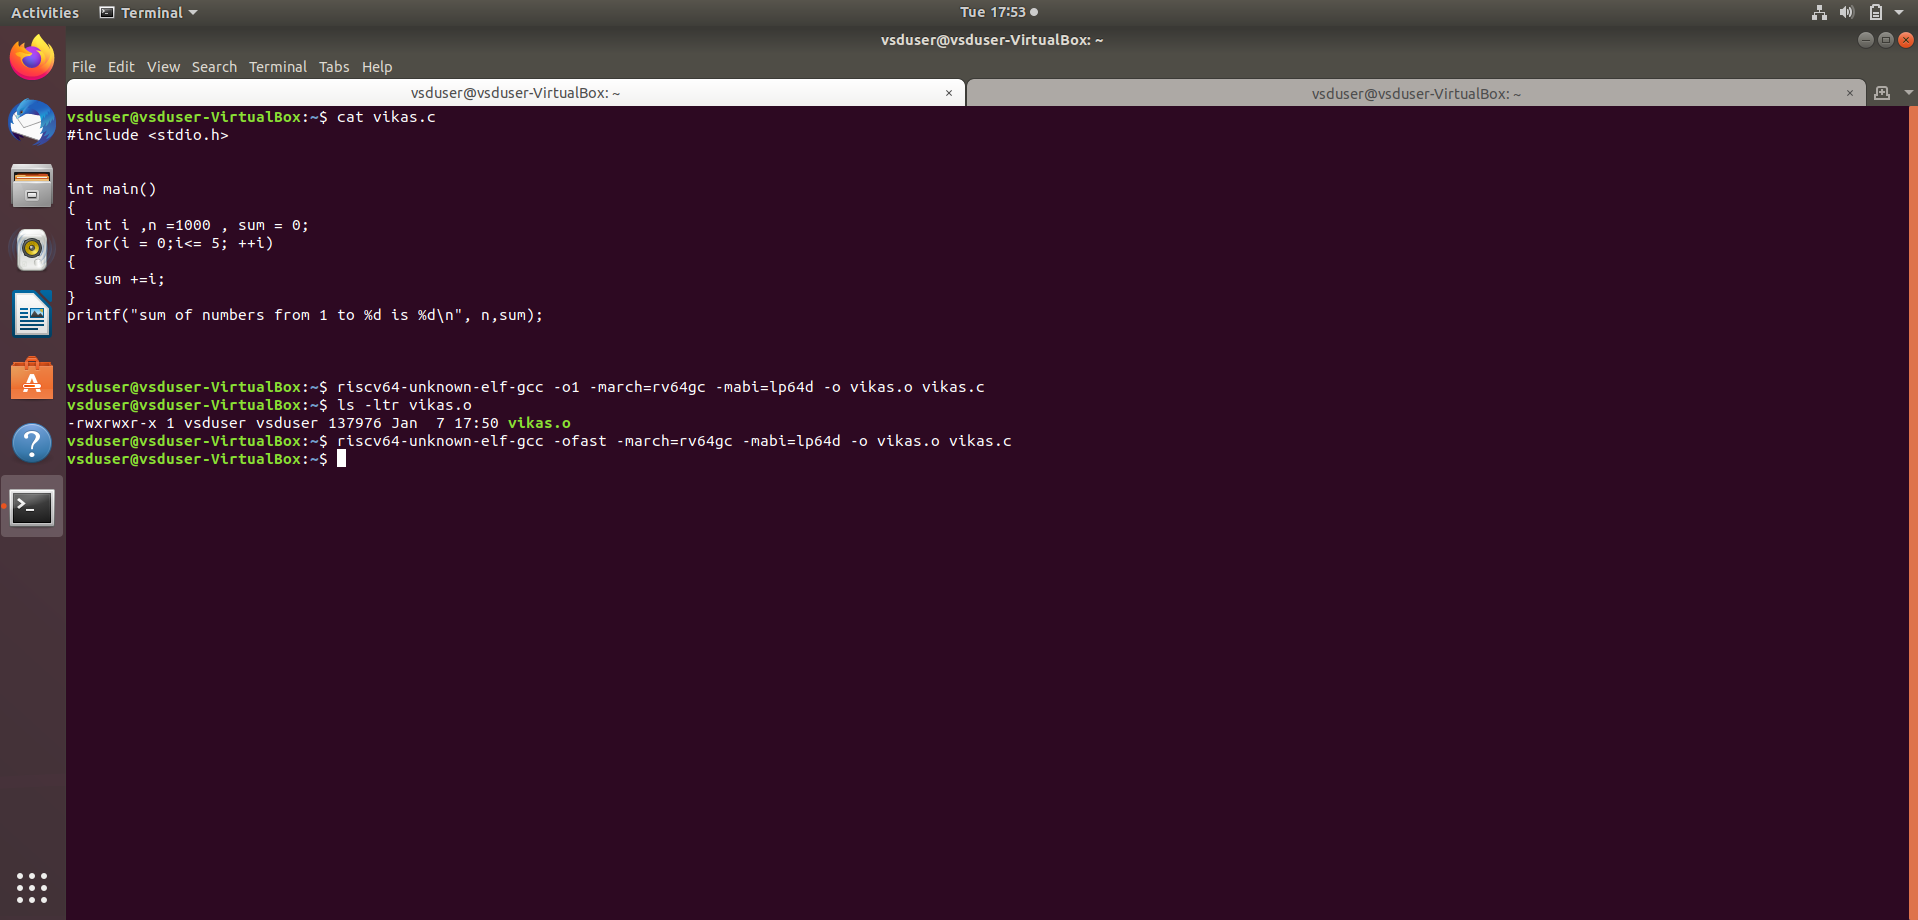 Activities Terminal Tue 17:53
vsduser@vsduser-VirtualBox: ~
File Edit View Search Terminal Tabs Help
vsduser@vsduser-VirtualBox: ~ × vsduser@vsduser-VirtualBox: ~ ×
vsduser@vsduser-VirtualBox:~$ cat vikas.c
#include <stdio.h>
int main()
{
  int i ,n =1000 , sum = 0;
  for(i = 0;i<= 5; ++i)
{
   sum +=i;
}
printf("sum of numbers from 1 to %d is %d\n", n,sum);
vsduser@vsduser-VirtualBox:~$ riscv64-unknown-elf-gcc -o1 -march=rv64gc -mabi=lp64d -o vikas.o vikas.c
vsduser@vsduser-VirtualBox:~$ ls -ltr vikas.o
-rwxrwxr-x 1 vsduser vsduser 137976 Jan  7 17:50 vikas.o
vsduser@vsduser-VirtualBox:~$ riscv64-unknown-elf-gcc -ofast -march=rv64gc -mabi=lp64d -o vikas.o vikas.c
vsduser@vsduser-VirtualBox:~$